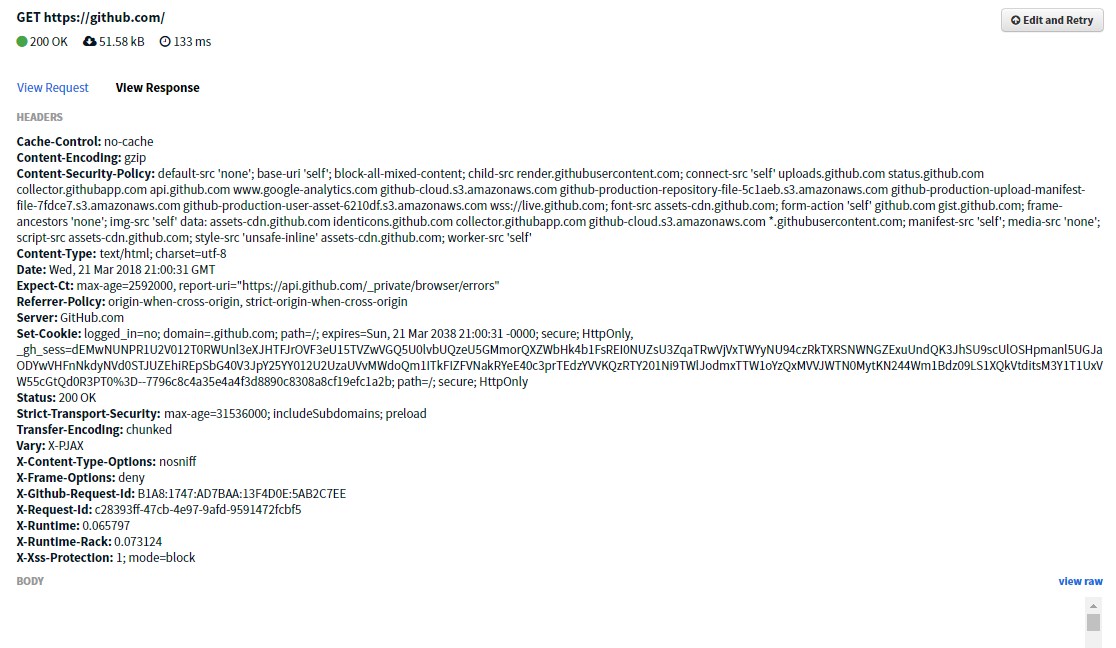 GET https://github.com/
Edit and Retry
200 OK 51.58 kB 133 ms
View Request View Response
HEADERS
Cache-Control: no-cache
Content-Encoding: gzip
Content-Security-Policy: default-src 'none'; base-uri 'self'; block-all-mixed-content; child-src render.githubusercontent.com; connect-src 'self' uploads.github.com status.github.com
collector.githubapp.com api.github.com www.google-analytics.com github-cloud.s3.amazonaws.com github-production-repository-file-5c1aeb.s3.amazonaws.com github-production-upload-manifest-
file-7fdce7.s3.amazonaws.com github-production-user-asset-6210df.s3.amazonaws.com wss://live.github.com; font-src assets-cdn.github.com; form-action 'self' github.com gist.github.com; frame-
ancestors 'none'; img-src 'self' data: assets-cdn.github.com identicons.github.com collector.githubapp.com github-cloud.s3.amazonaws.com *.githubusercontent.com; manifest-src 'self'; media-src 'none';
script-src assets-cdn.github.com; style-src 'unsafe-inline' assets-cdn.github.com; worker-src 'self'
Content-Type: text/html; charset=utf-8
Date: Wed, 21 Mar 2018 21:00:31 GMT
Expect-Ct: max-age=2592000, report-uri="https://api.github.com/_private/browser/errors"
Referrer-Policy: origin-when-cross-origin, strict-origin-when-cross-origin
Server: GitHub.com
Set-Cookie: logged_in=no; domain=.github.com; path=/; expires=Sun, 21 Mar 2038 21:00:31 -0000; secure; HttpOnly,
path=/; secure; HttpOnly
Status: 200 OK
Strict-Transport-Security: max-age=31536000; includeSubdomains; preload
Transfer-Encoding: chunked
Vary: X-PJAX
X-Content-Type-Options: nosniff
X-Frame-Options: deny
X-Github-Request-Id: B1A8:1747:AD7BAA:13F4D0E:5AB2C7EE
X-Request-Id: c28393ff-47cb-4e97-9afd-9591472fcbf5
X-Runtime: 0.065797
X-Runtime-Rack: 0.073124
X-Xss-Protection: 1; mode=block
BODY
view raw